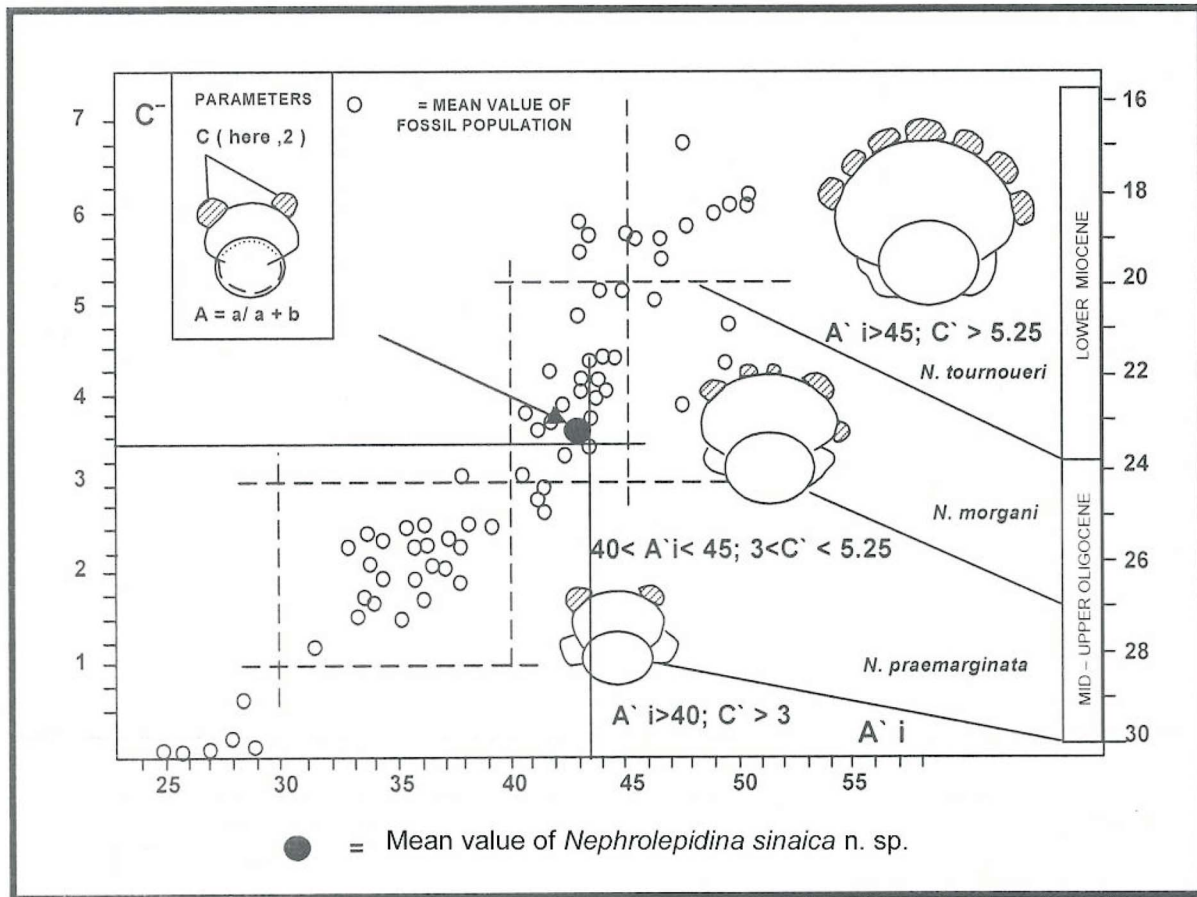 C⁻
PARAMETERS
C ( here ,2 )
A = a/ a + b
= MEAN VALUE OF
FOSSIL POPULATION
7
6
5
4
3
2
1
25
30
35
40
45
50
55
A` i>45; C` > 5.25
N. tournoueri
N. morgani
40< A`i< 45; 3<C` < 5.25
N. praemarginata
A` i>40; C` > 3
A` i
LOWER MIOCENE
MID – UPPER OLIGOCENE
16
18
20
22
24
26
28
30
= Mean value of Nephrolepidina sinaica n. sp.